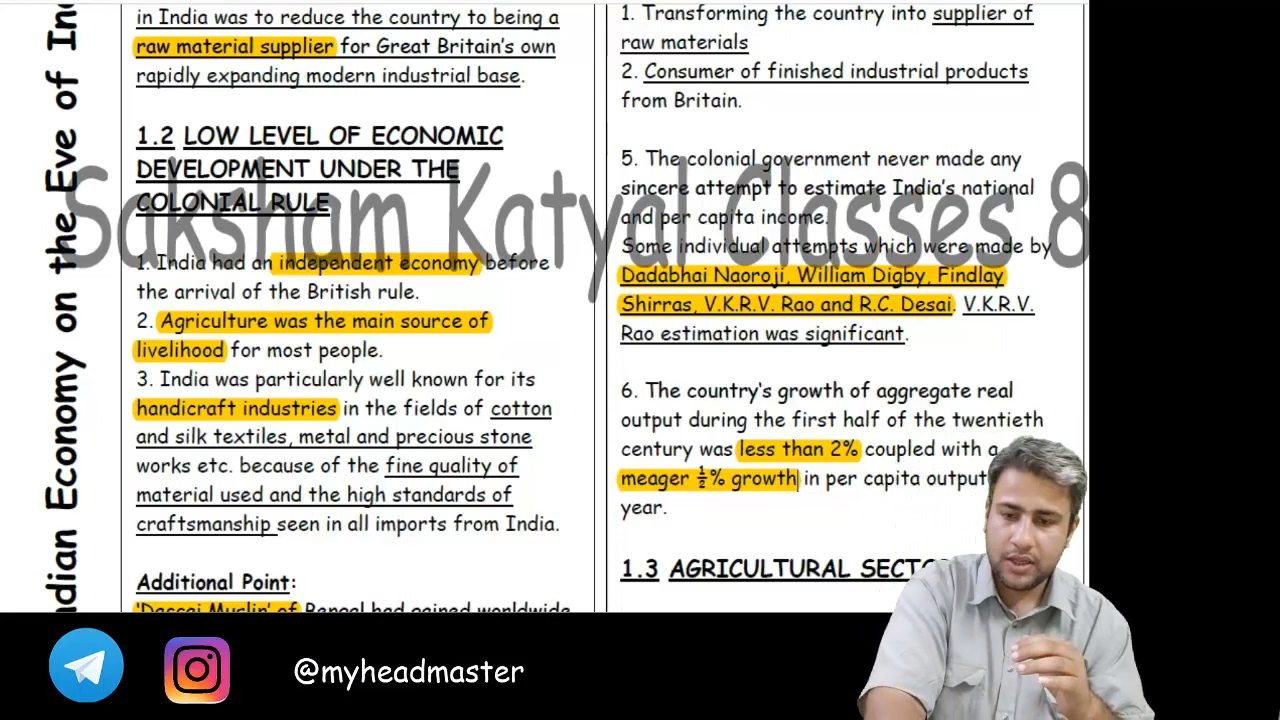 Indian Economy on the Eve of In
in India was to reduce the country to being a
raw material supplier for Great Britain's own
rapidly expanding modern industrial base.
1.2 LOW LEVEL OF ECONOMIC
DEVELOPMENT UNDER THE
COLONIAL RULE
1. India had an independent economy before
the arrival of the British rule.
2. Agriculture was the main source of
livelihood for most people.
3. India was particularly well known for its
handicraft industries in the fields of cotton
and silk textiles, metal and precious stone
works etc. because of the fine quality of
material used and the high standards of
craftsmanship seen in all imports from India.
Additional Point:
'Daccai Muslin' of Bengal had gained worldwide
1. Transforming the country into supplier of
raw materials
2. Consumer of finished industrial products
from Britain.
5. The colonial government never made any
sincere attempt to estimate India's national
and per capita income.
Some individual attempts which were made by
Dadabhai Naoroji, William Digby, Findlay
Shirras, V.K.R.V. Rao and R.C. Desai. V.K.R.V.
Rao estimation was significant.
6. The country's growth of aggregate real
output during the first half of the twentieth
century was less than 2% coupled with a
meager ½% growth in per capita output
year.
1.3 AGRICULTURAL SECTO
Saksham Katyal Classes 8
@myheadmaster